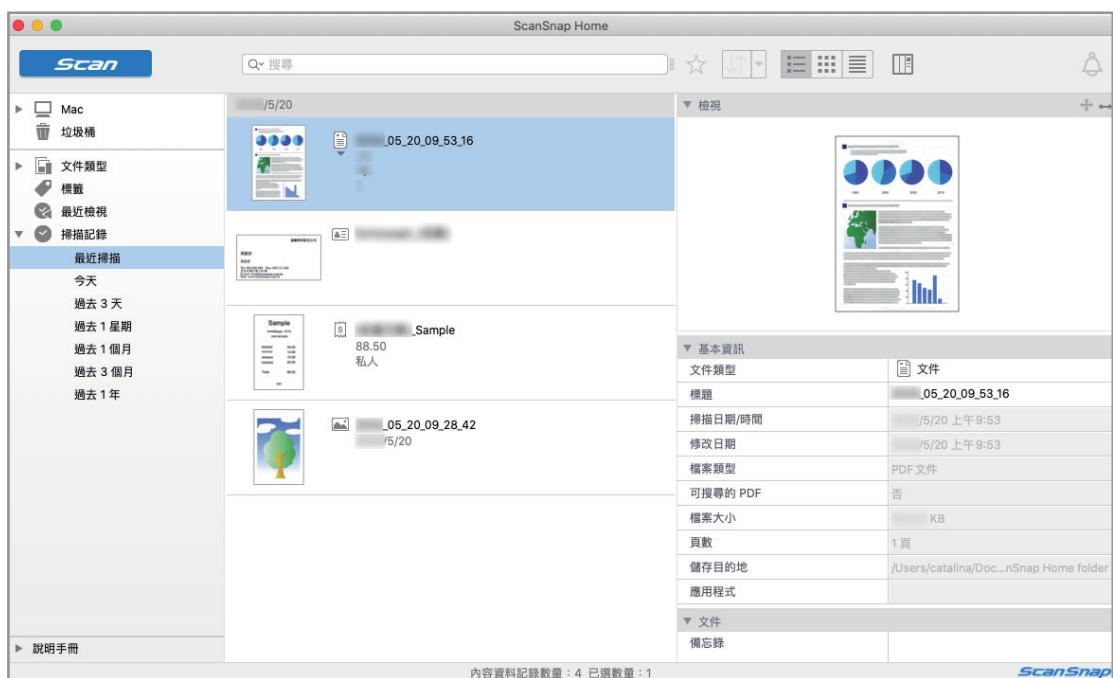 ScanSnap Home
Scan
搜尋
Mac
垃圾桶
文件類型
標籤
最近檢視
掃描記錄
最近掃描
今天
過去 3 天
過去 1 星期
過去 1 個月
過去 3 個月
過去 1 年
說明手冊
/5/20
_05_20_09_53_16
_Sample
88.50
私人
Sample
_05_20_09_28_42
/5/20
檢視
基本資訊
文件類型 文件
標題 _05_20_09_53_16
掃描日期/時間 /5/20 上午 9:53
修改日期 /5/20 上午 9:53
檔案類型 PDF 文件
可搜尋的 PDF 否
檔案大小 KB
頁數 1 頁
儲存目的地 /Users/catalina/Doc...nSnap Home folder
應用程式
文件
備忘錄
內容資料記錄數量：4 已選數量：1
ScanSnap